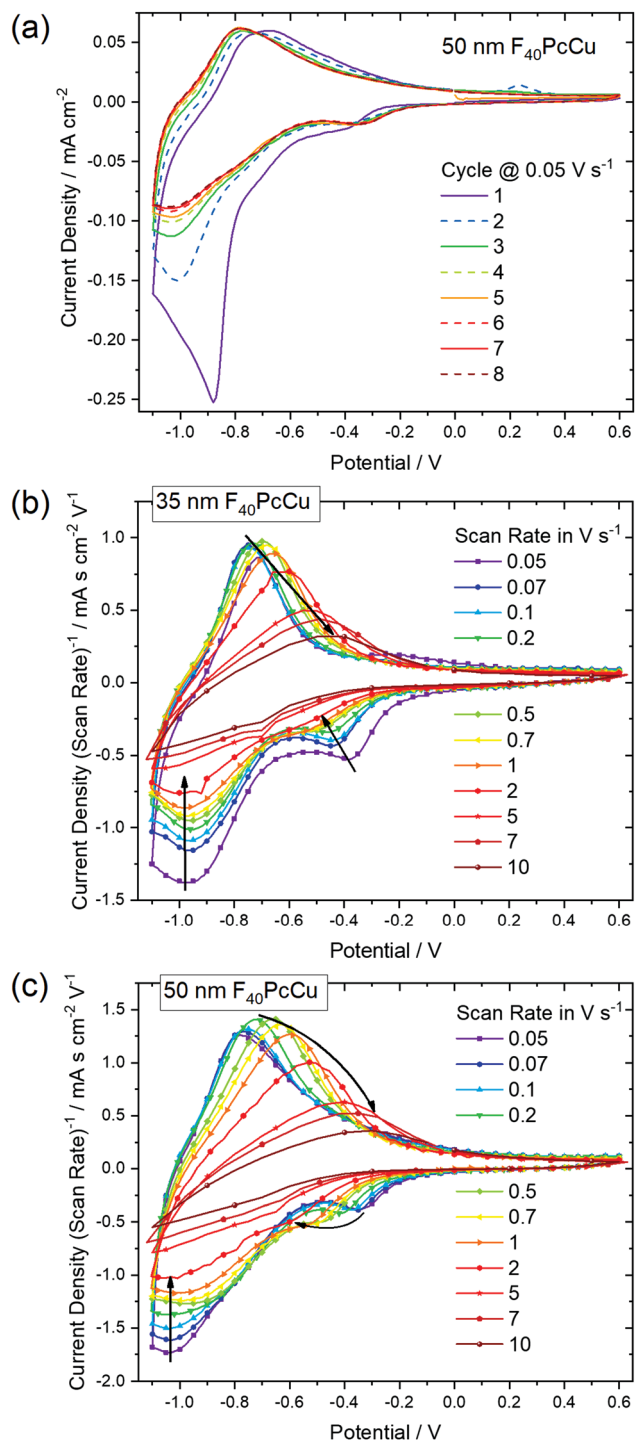 (a)
50 nm F₄₀PcCu
Current Density / mA cm⁻²
0.05
0.00
-0.05
-0.10
-0.15
-0.20
-0.25
Cycle @ 0.05 V s⁻¹
1
2
3
4
5
6
7
8
-1.0 -0.8 -0.6 -0.4 -0.2 0.0 0.2 0.4 0.6
Potential / V
(b)
35 nm F₄₀PcCu
Current Density (Scan Rate)⁻¹ / mA s cm⁻² V⁻¹
1.0
0.5
0.0
-0.5
-1.0
-1.5
Scan Rate in V s⁻¹
0.05
0.07
0.1
0.2
0.5
0.7
1
2
5
7
10
-1.0 -0.8 -0.6 -0.4 -0.2 0.0 0.2 0.4 0.6
Potential / V
(c)
50 nm F₄₀PcCu
Current Density (Scan Rate)⁻¹ / mA s cm⁻² V⁻¹
1.5
1.0
0.5
0.0
-0.5
-1.0
-1.5
-2.0
Scan Rate in V s⁻¹
0.05
0.07
0.1
0.2
0.5
0.7
1
2
5
7
10
-1.0 -0.8 -0.6 -0.4 -0.2 0.0 0.2 0.4 0.6
Potential / V